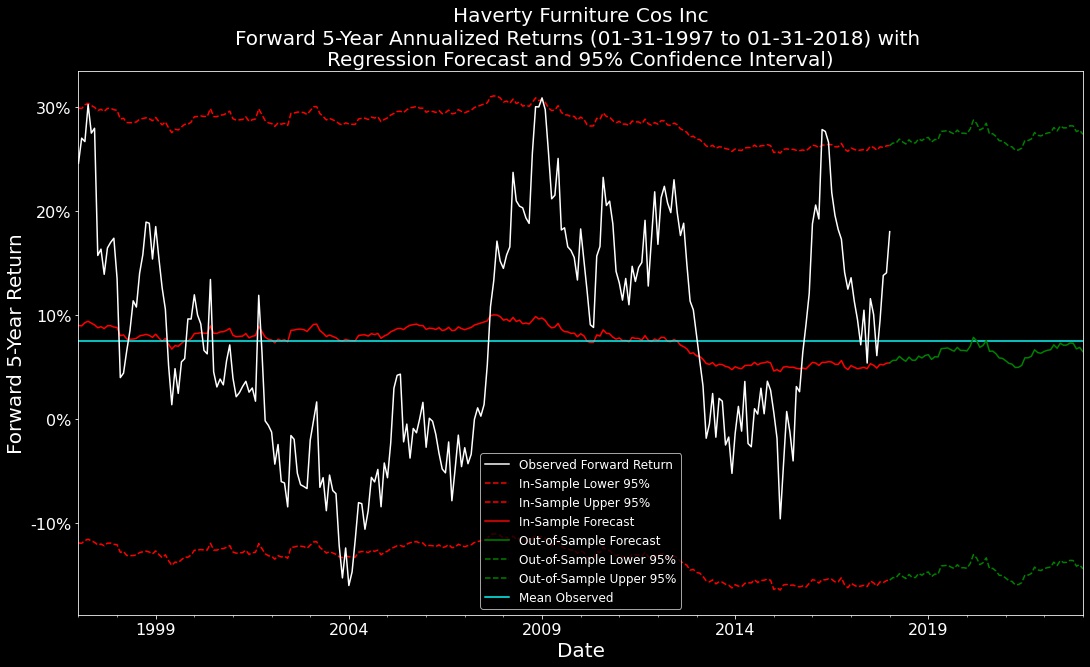 Haverty Furniture Cos Inc
Forward 5-Year Annualized Returns (01-31-1997 to 01-31-2018) with
Regression Forecast and 95% Confidence Interval)
Forward 5-Year Return
30%
20%
10%
0%
-10%
Observed Forward Return
In-Sample Lower 95%
In-Sample Upper 95%
In-Sample Forecast
Out-of-Sample Forecast
Out-of-Sample Lower 95%
Out-of-Sample Upper 95%
Mean Observed
1999 2004 2009 2014 2019
Date